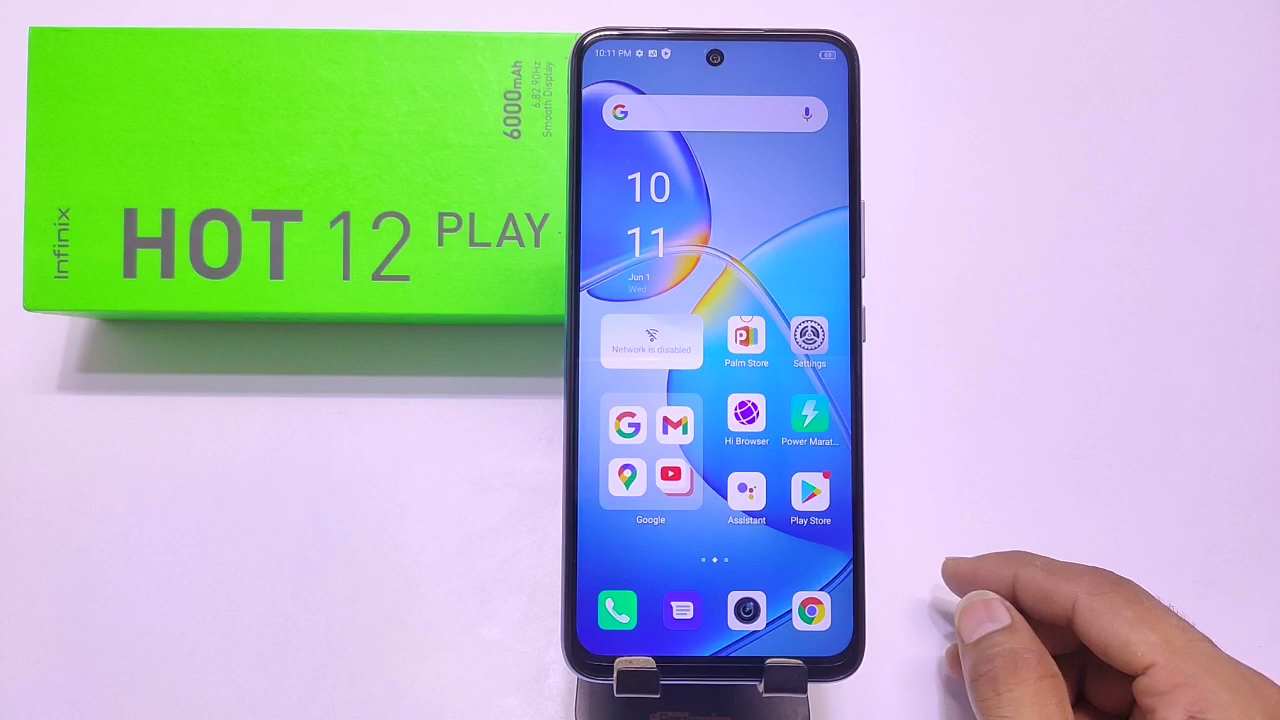 Infinix
HOT 12 PLAY
6000mAh
6.82 90Hz
Smooth Display
10:11 PM
69
10
11
Jun 1
Wed
Network is disabled
Palm Store
Settings
Hi Browser
Power Marat...
Google
Assistant
Play Store